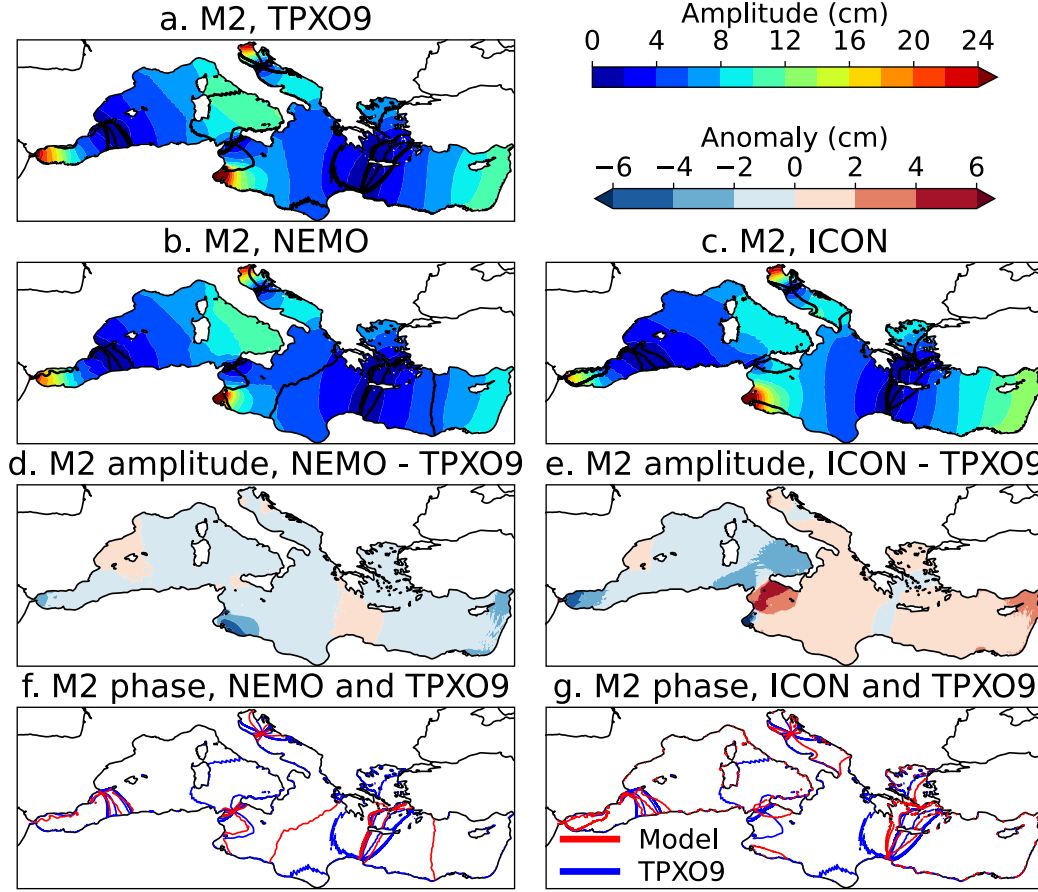 a. M2, TPXO9
Amplitude (cm)
0 4 8 12 16 20 24
Anomaly (cm)
−6 −4 −2 0 2 4 6
b. M2, NEMO
c. M2, ICON
d. M2 amplitude, NEMO - TPXO9
e. M2 amplitude, ICON - TPXO9
f. M2 phase, NEMO and TPXO9
g. M2 phase, ICON and TPXO9
Model
TPXO9